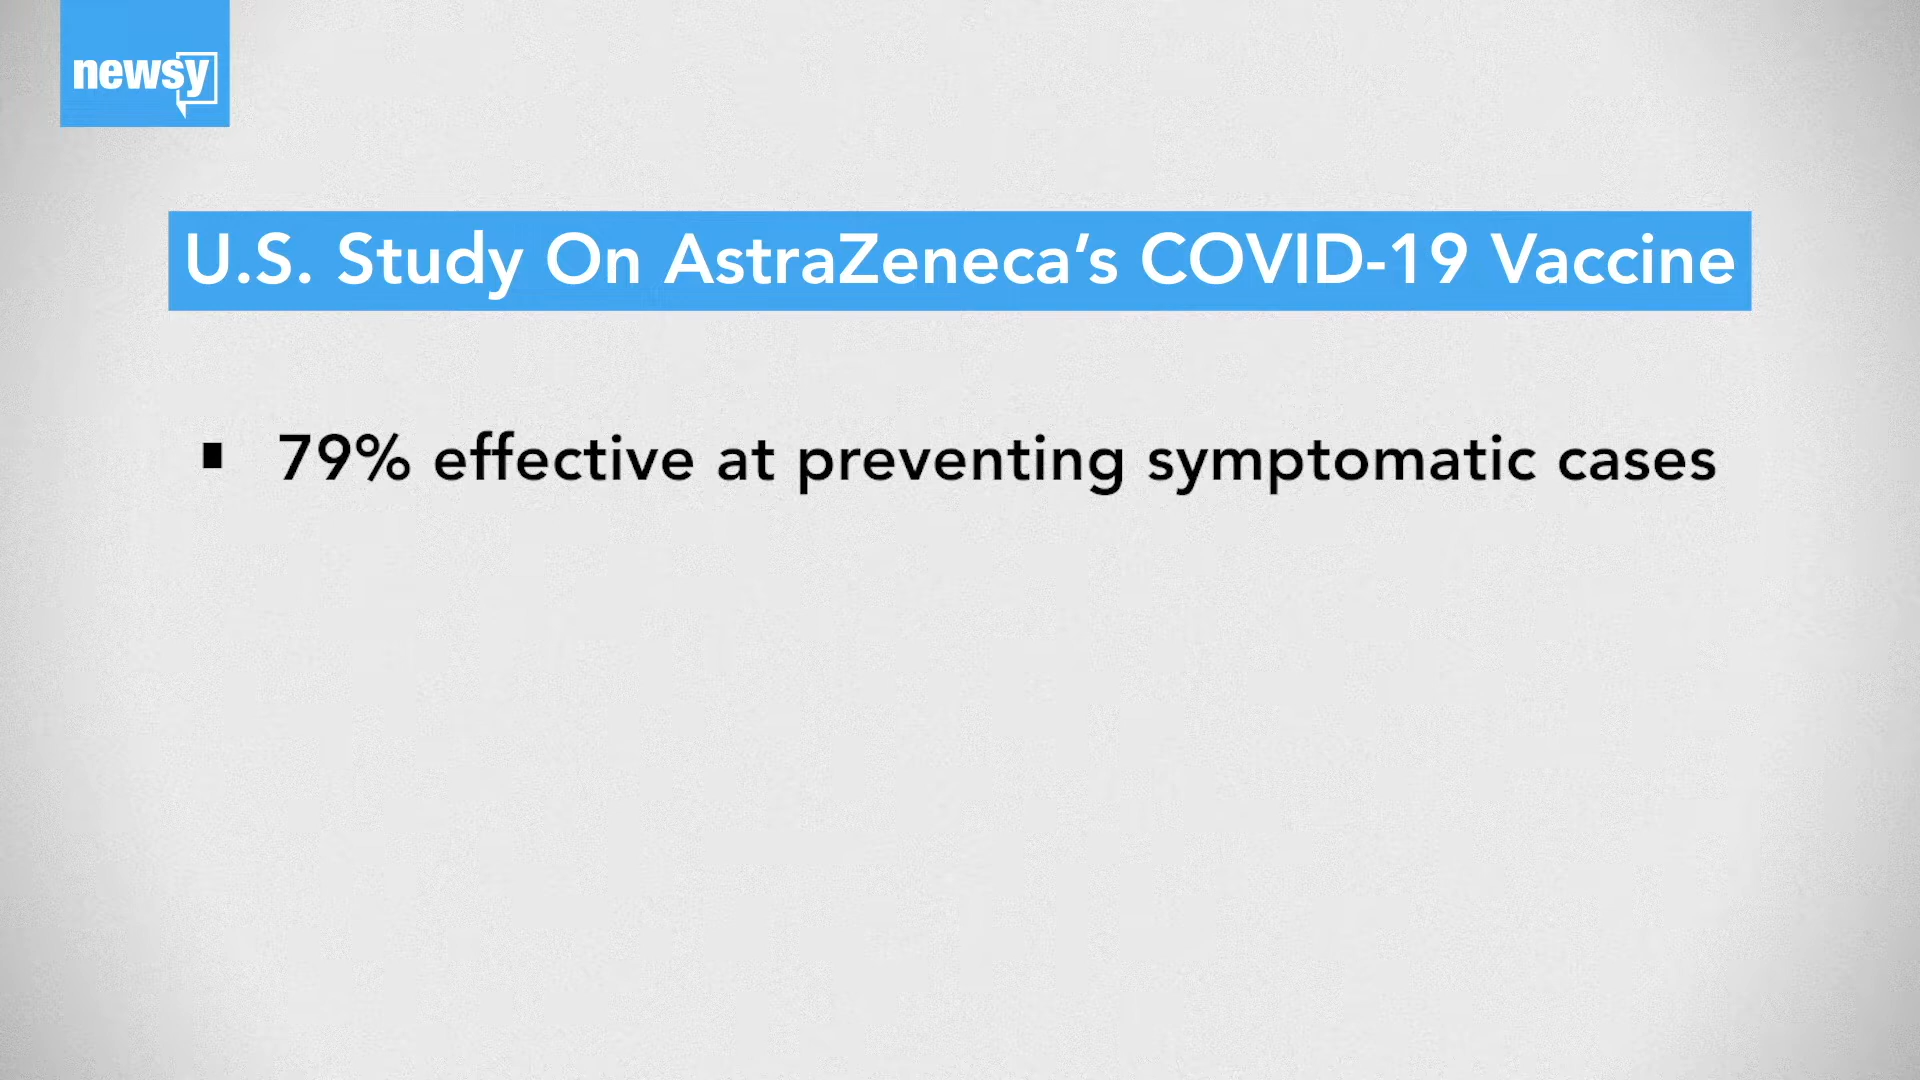 newsy
U.S. Study On AstraZeneca’s COVID-19 Vaccine
▪ 79% effective at preventing symptomatic cases